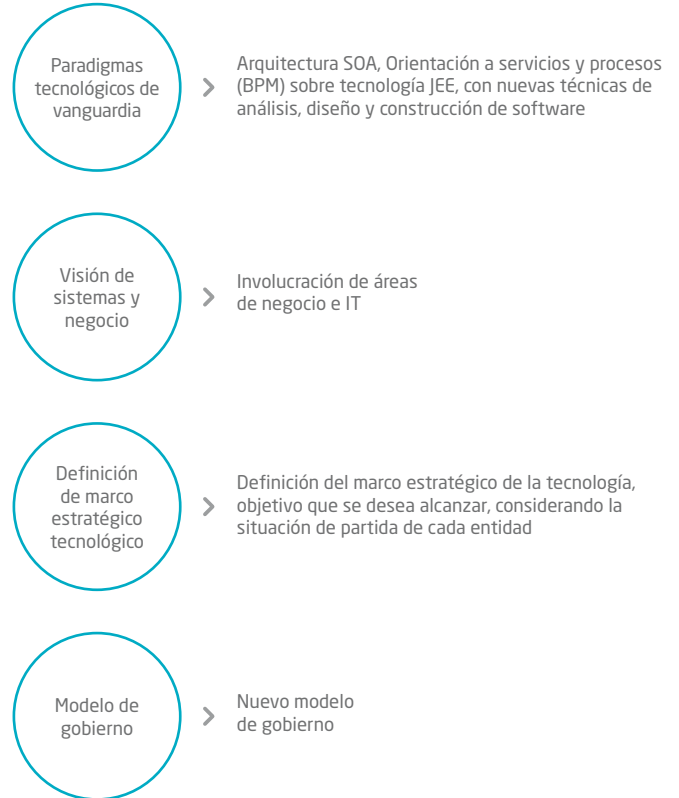 Paradigmas
tecnológicos de
vanguardia
Arquitectura SOA, Orientación a servicios y procesos
(BPM) sobre tecnología JEE, con nuevas técnicas de
análisis, diseño y construcción de software
Visión de
sistemas y
negocio
Involucración de áreas
de negocio e IT
Definición
de marco
estratégico
tecnológico
Definición del marco estratégico de la tecnología,
objetivo que se desea alcanzar, considerando la
situación de partida de cada entidad
Modelo de
gobierno
Nuevo modelo
de gobierno